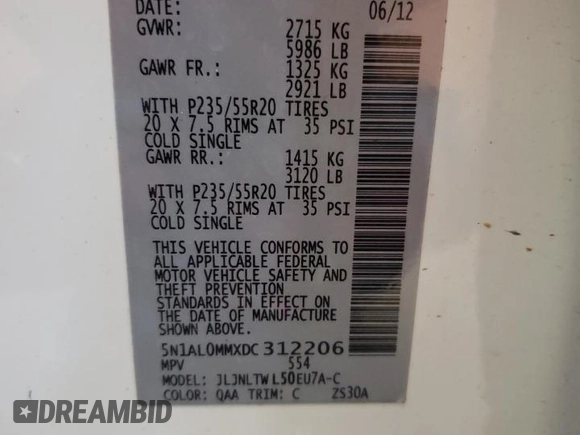 DATE: 06/12
GVWR: 2715 KG
5986 LB
GAWR FR.: 1325 KG
2921 LB
WITH P235/55R20 TIRES
20 X 7.5 RIMS AT 35 PSI
COLD SINGLE
GAWR RR.: 1415 KG
3120 LB
WITH P235/55R20 TIRES
20 X 7.5 RIMS AT 35 PSI
COLD SINGLE
THIS VEHICLE CONFORMS TO
ALL APPLICABLE FEDERAL
MOTOR VEHICLE SAFETY AND
THEFT PREVENTION
STANDARDS IN EFFECT ON
THE DATE OF MANUFACTURE
SHOWN ABOVE.
5N1AL0MMXDC312206
MPV 554
MODEL: JLJNLTWL50EU7A-C
COLOR: QAA TRIM: C ZS30A
DREAMBID